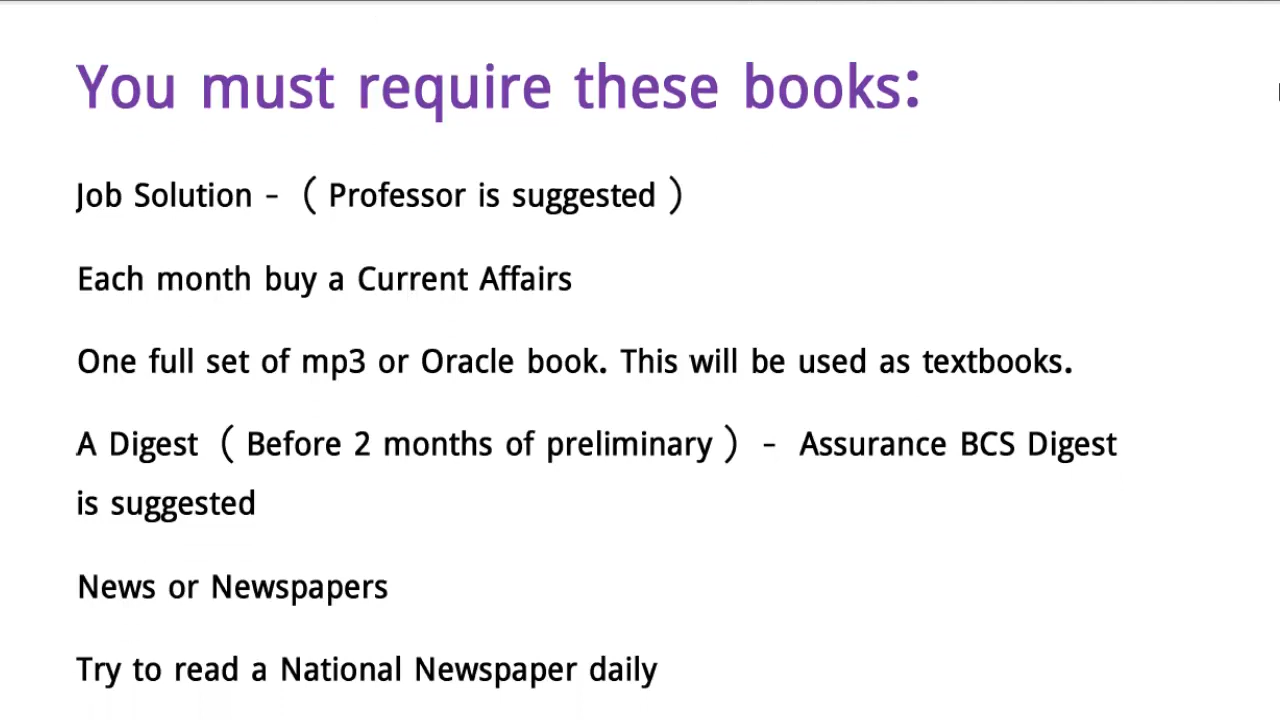 You must require these books:
Job Solution - ( Professor is suggested )
Each month buy a Current Affairs
One full set of mp3 or Oracle book. This will be used as textbooks.
A Digest ( Before 2 months of preliminary ) - Assurance BCS Digest
is suggested
News or Newspapers
Try to read a National Newspaper daily